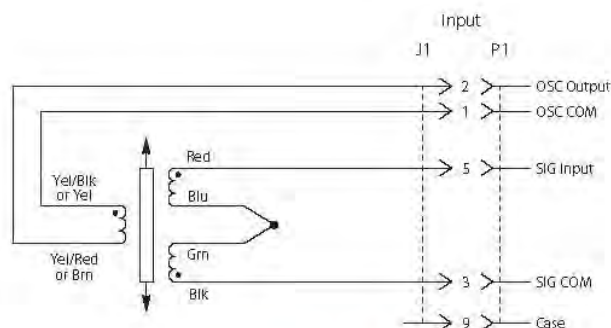 Input
J1 P1
2 OSC Output
1 OSC COM
Red
5 SIG Input
Yel/Blk
or Yel
Blu
Yel/Red
or Brn
Grn
3 SIG COM
Blk
9 Case